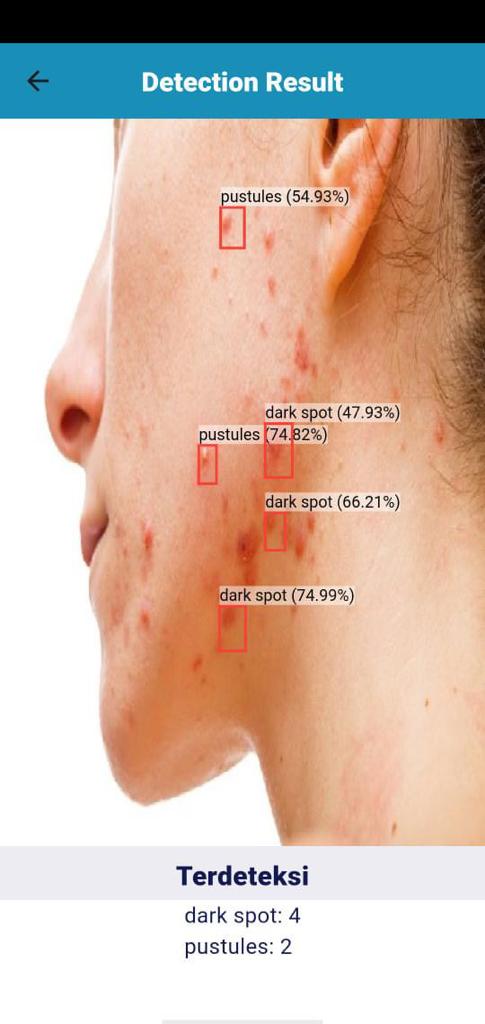 Detection Result
pustules (54.93%)
dark spot (47.93%)
pustules (74.82%)
dark spot (66.21%)
dark spot (74.99%)
Terdeteksi
dark spot: 4
pustules: 2